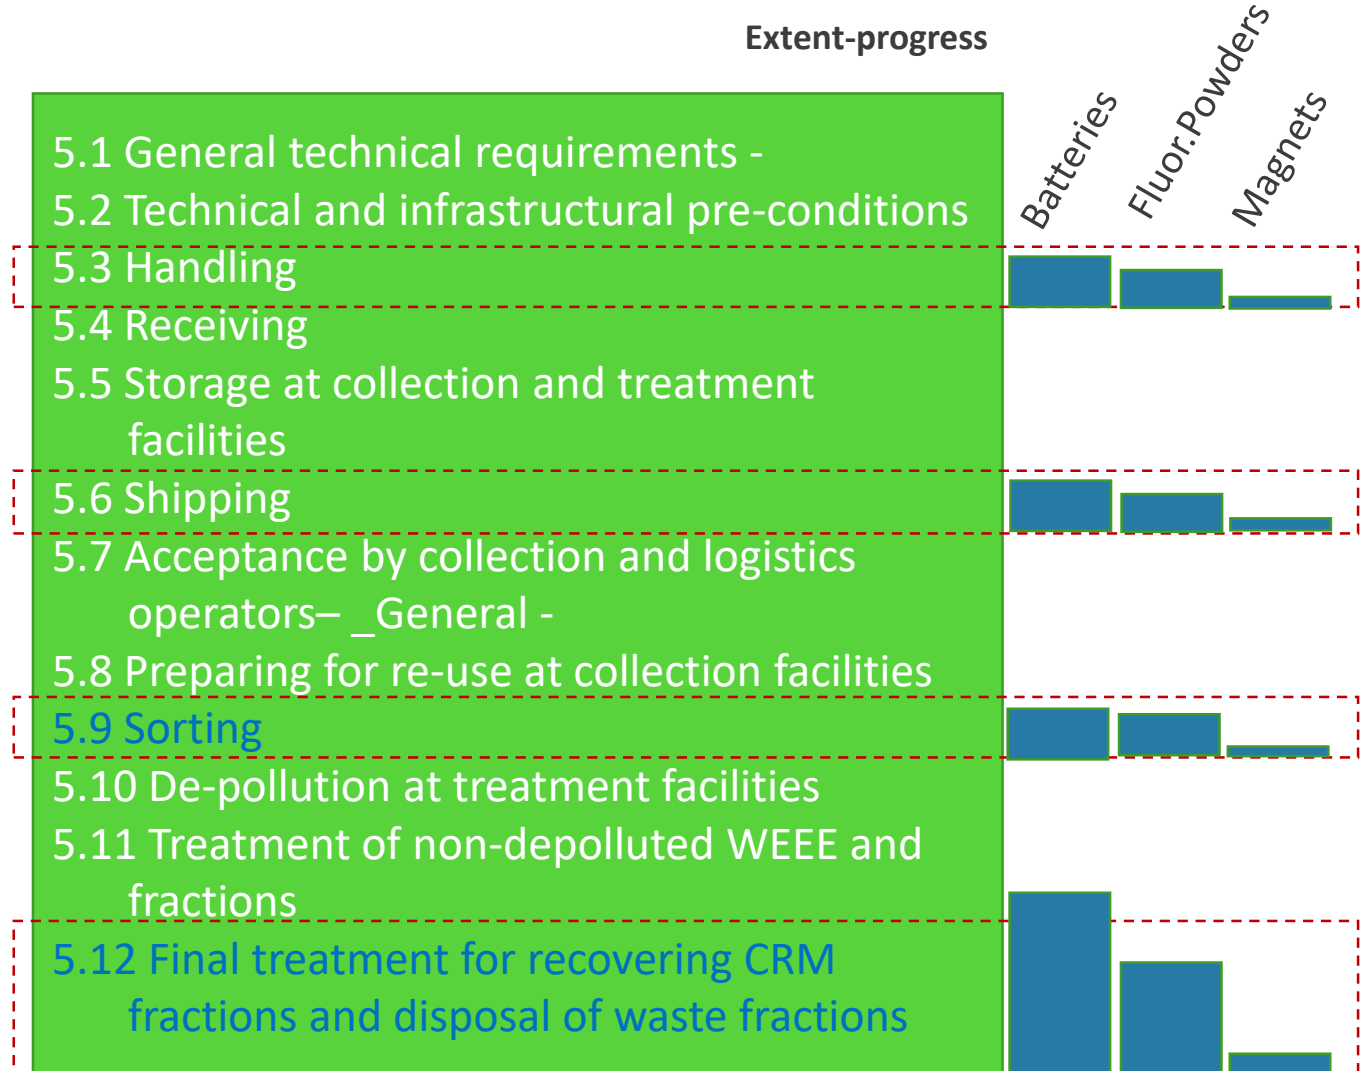 Extent-progress
Batteries
Fluor.Powders
Magnets
5.1 General technical requirements -
5.2 Technical and infrastructural pre-conditions
5.3 Handling
5.4 Receiving
5.5 Storage at collection and treatment
facilities
5.6 Shipping
5.7 Acceptance by collection and logistics
operators– _General -
5.8 Preparing for re-use at collection facilities
5.9 Sorting
5.10 De-pollution at treatment facilities
5.11 Treatment of non-depolluted WEEE and
fractions
5.12 Final treatment for recovering CRM
fractions and disposal of waste fractions